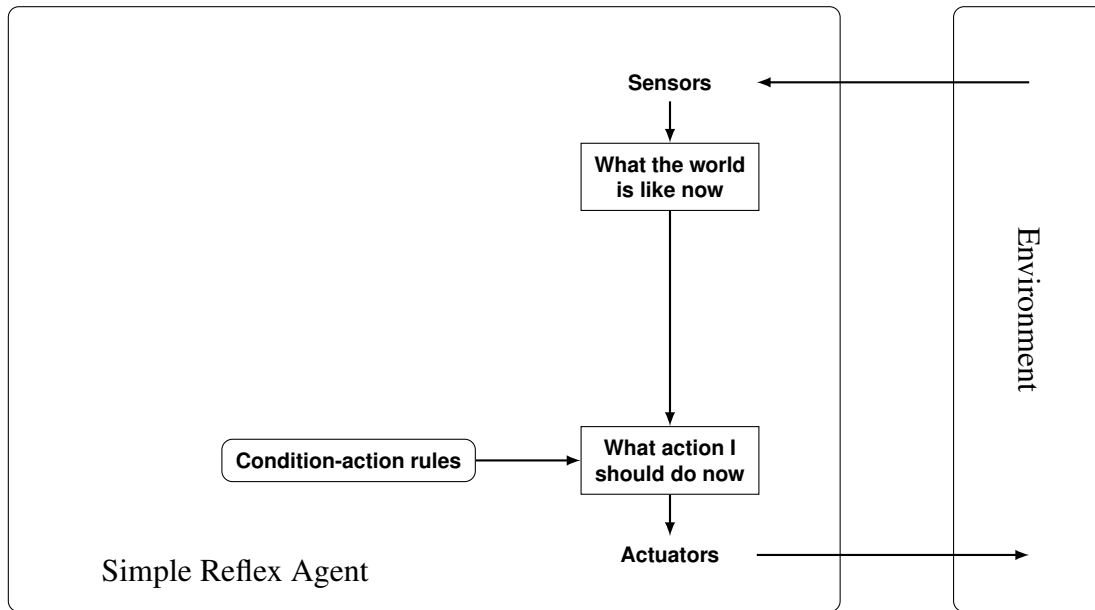 Sensors
What the world
is like now
Environment
What action I
should do now
Condition-action rules
Actuators
Simple Reflex Agent